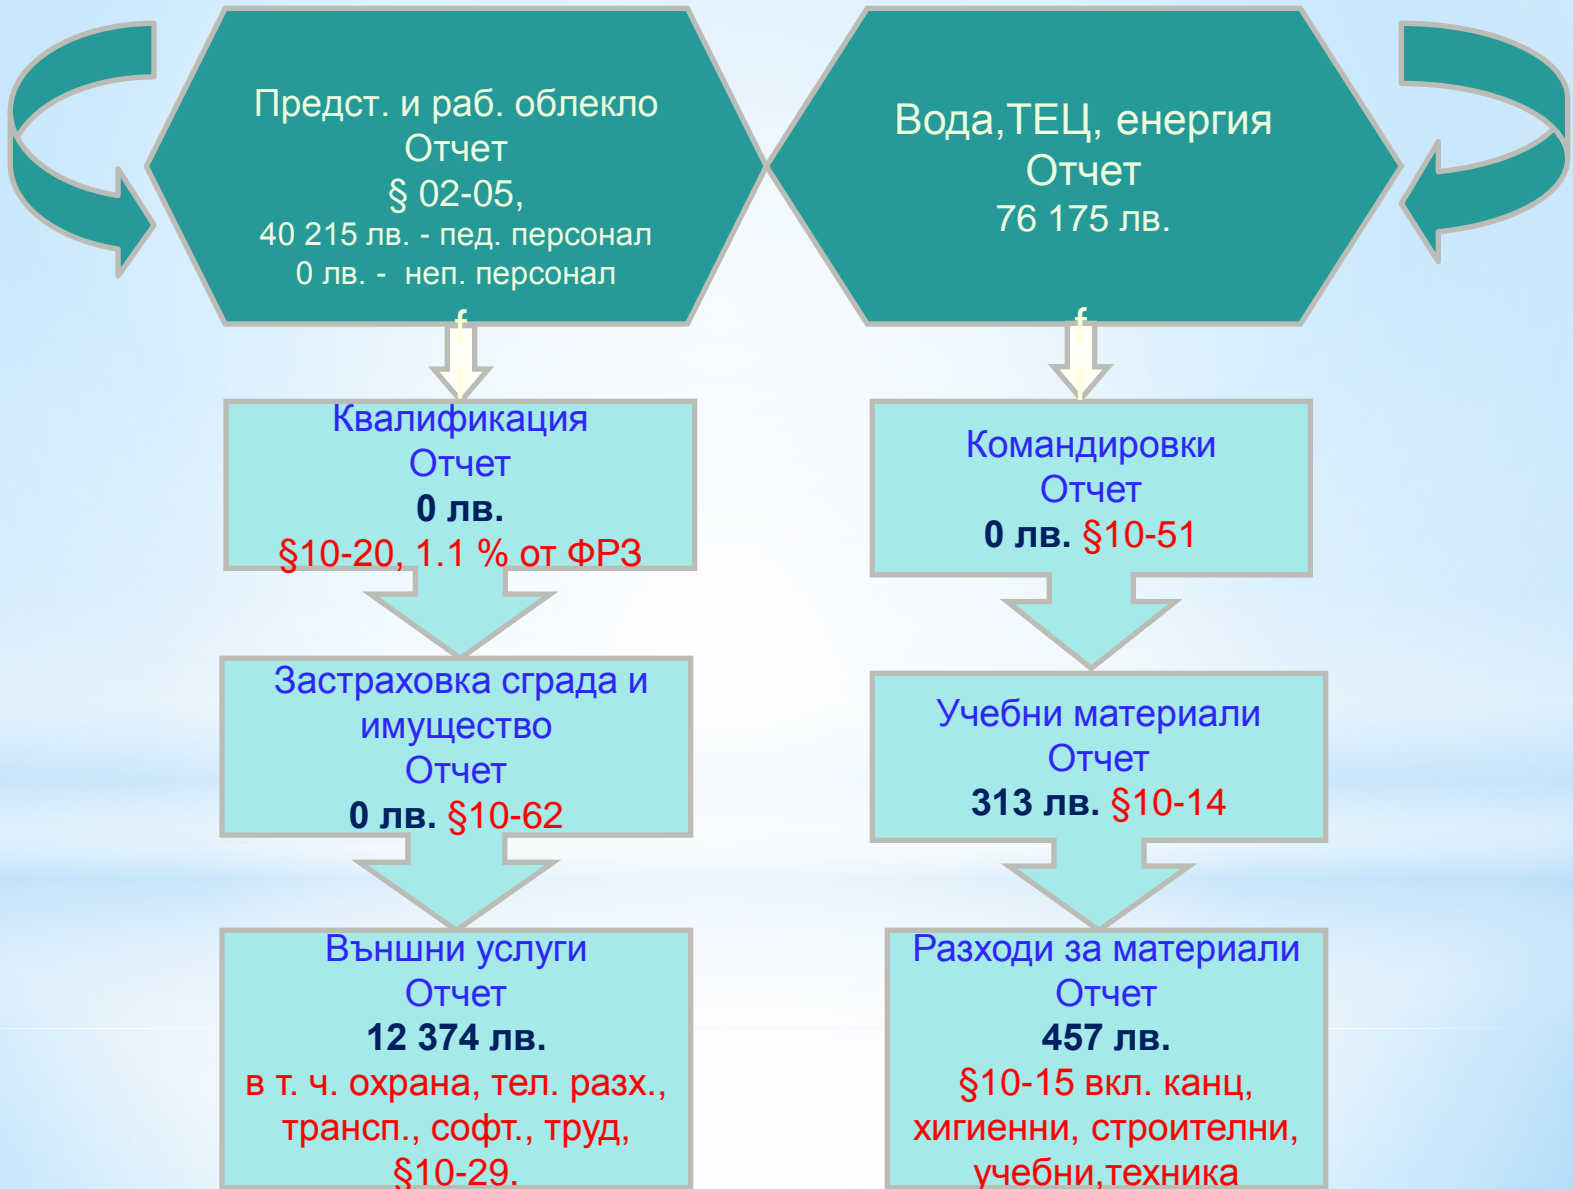 Предст. и раб. облекло
Отчет
§ 02-05,
40 215 лв. - пед. персонал
0 лв. - неп. персонал
f
f
Квалификация
Отчет
0 лв.
§10-20, 1.1 % от ФРЗ
Застраховка сграда и
имущество
Отчет
0 лв. §10-62
Външни услуги
Отчет
12 374 лв.
в т. ч. охрана, тел. разх.,
трансп., софт., труд,
§10-29.
Вода,ТЕЦ, енергия
Отчет
76 175 лв.
f
f
Командировки
Отчет
0 лв. §10-51
Учебни материали
Отчет
313 лв. §10-14
Разходи за материали
Отчет
457 лв.
§10-15 вкл. канц,
хигиенни, строителни,
учебни,техника